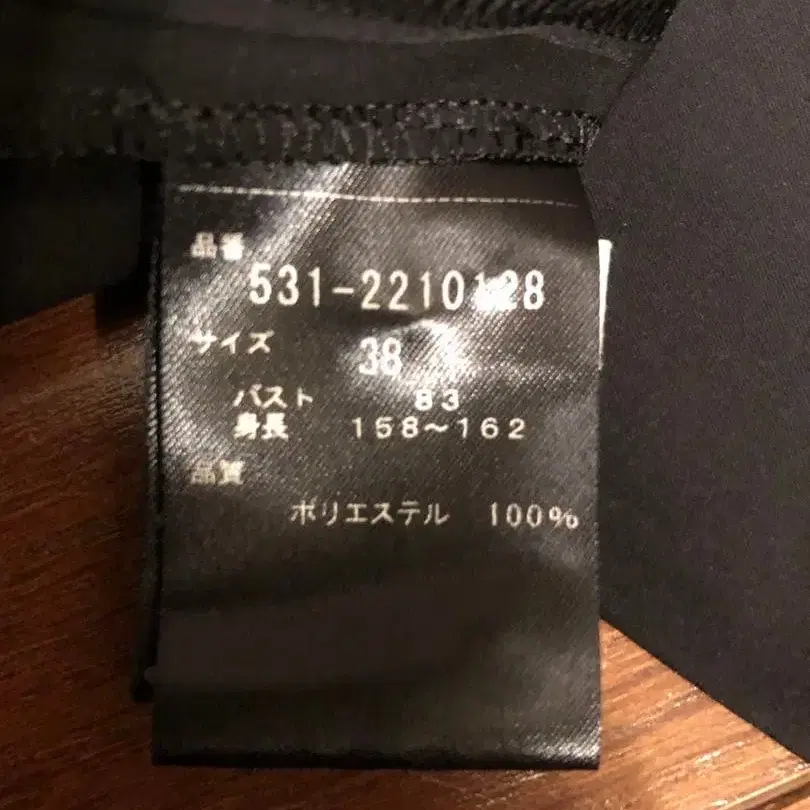 品番
531-2210128
サイズ 38
バスト 83
身長 158～162
品質
ポリエステル 100%